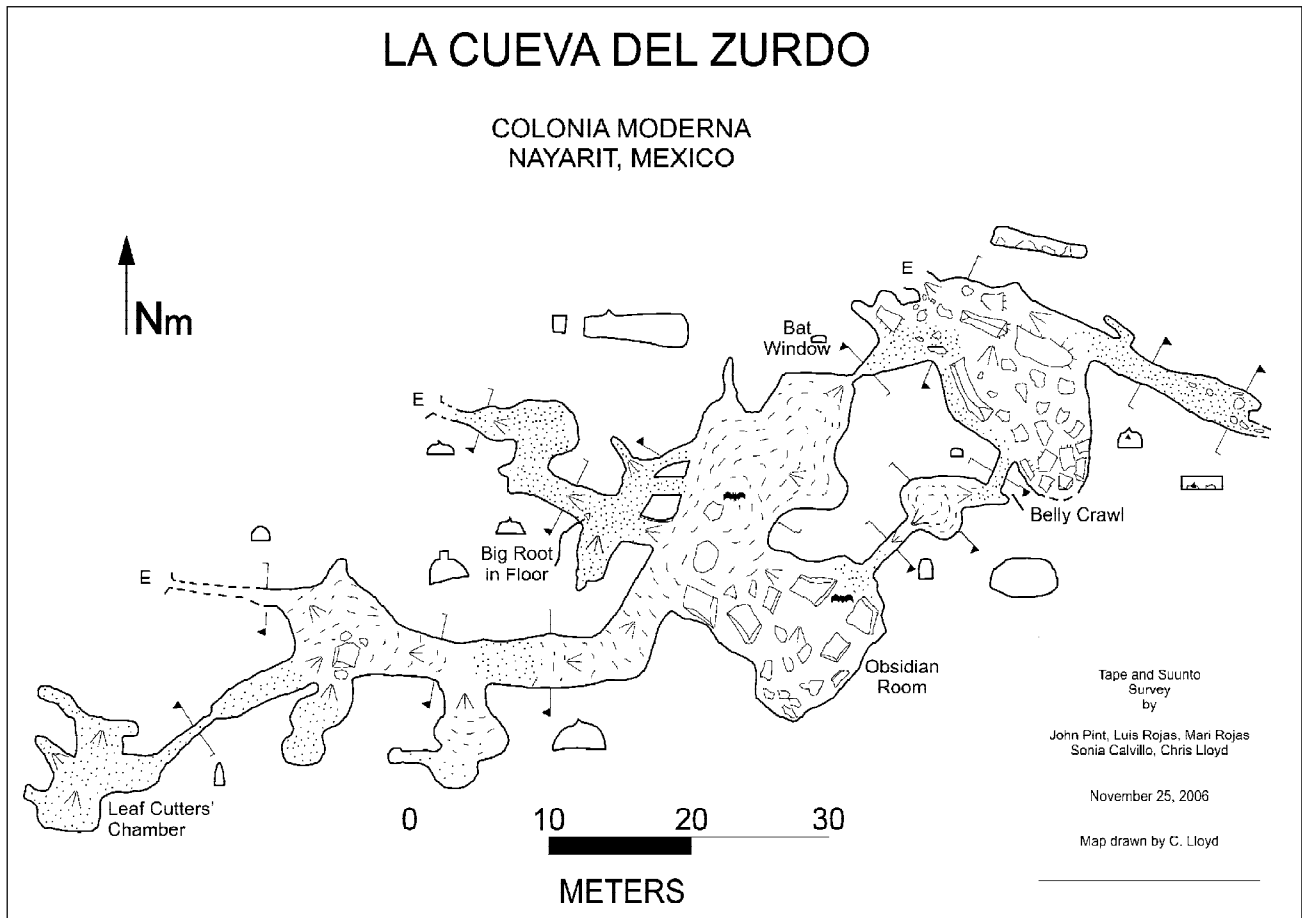 LA CUEVA DEL ZURDO
COLONIA MODERNA
NAYARIT, MEXICO
Nm
E
Bat
Window
E
Belly Crawl
Big Root
in Floor
E
Obsidian
Room
Leaf Cutters'
Chamber
Tape and Suunto
Survey
by
John Pint, Luis Rojas, Mari Rojas
Sonia Calvillo, Chris Lloyd
November 25, 2006
Map drawn by C. Lloyd
0 10 20 30
METERS